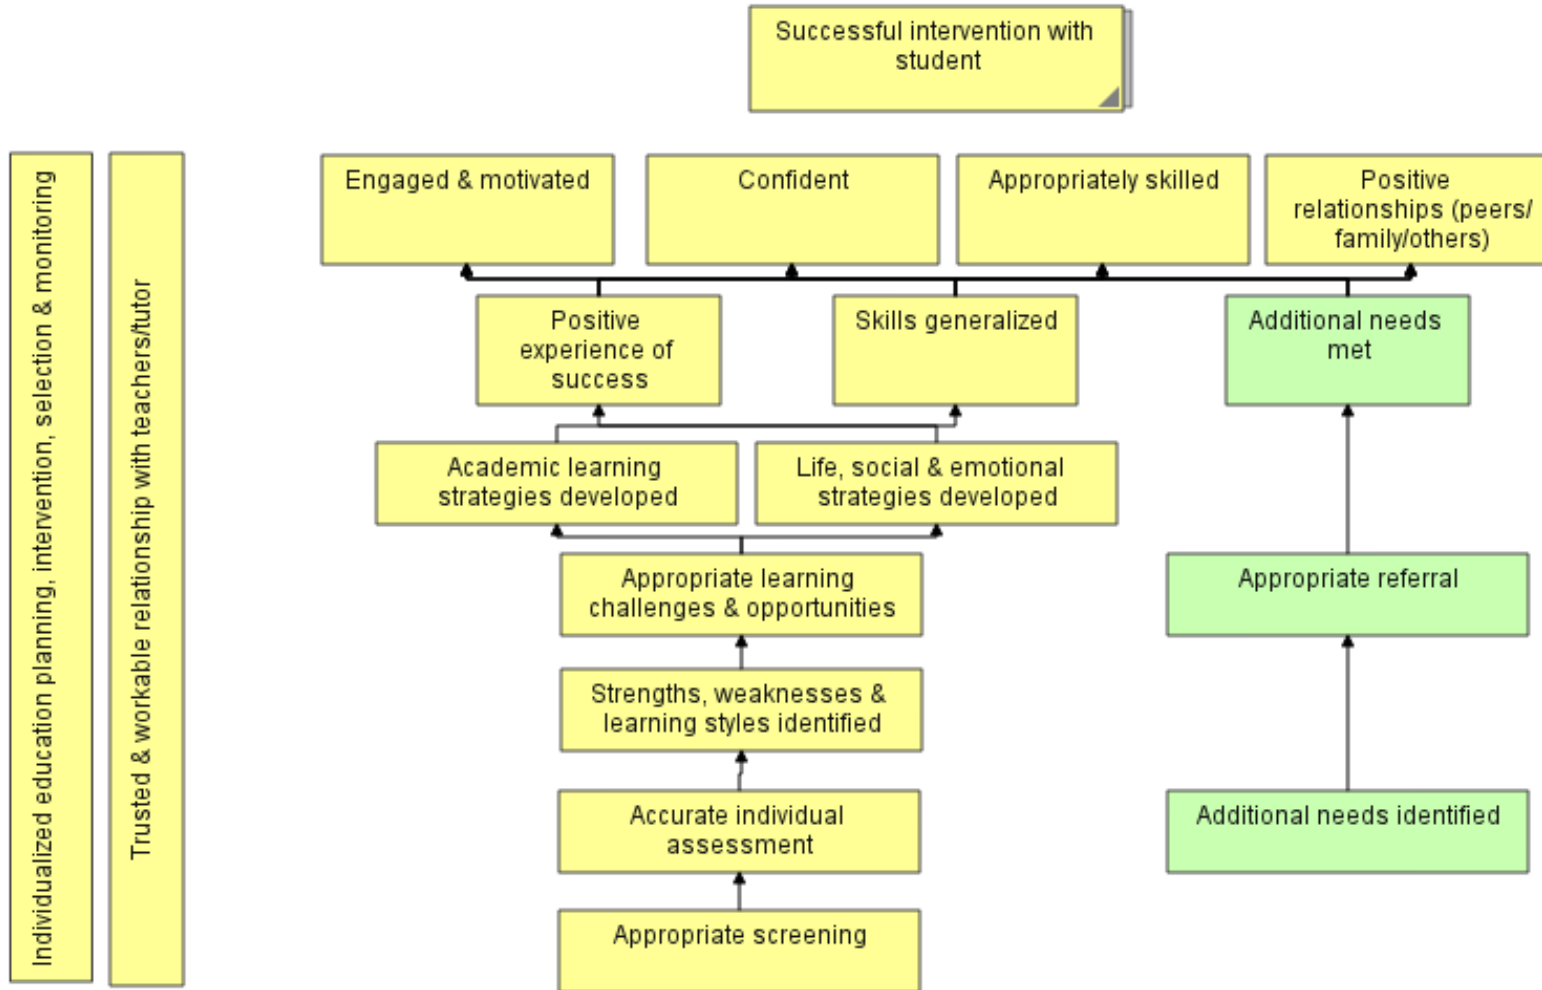 Successful intervention with
student
Individualized education planning, intervention, selection & monitoring
Trusted & workable relationship with teachers/tutor
Engaged & motivated
Confident
Appropriately skilled
Positive
relationships (peers/
family/others)
Positive
experience of
success
Skills generalized
Additional needs
met
Academic learning
strategies developed
Life, social & emotional
strategies developed
Appropriate learning
challenges & opportunities
Appropriate referral
Strengths, weaknesses &
learning styles identified
Accurate individual
assessment
Additional needs identified
Appropriate screening